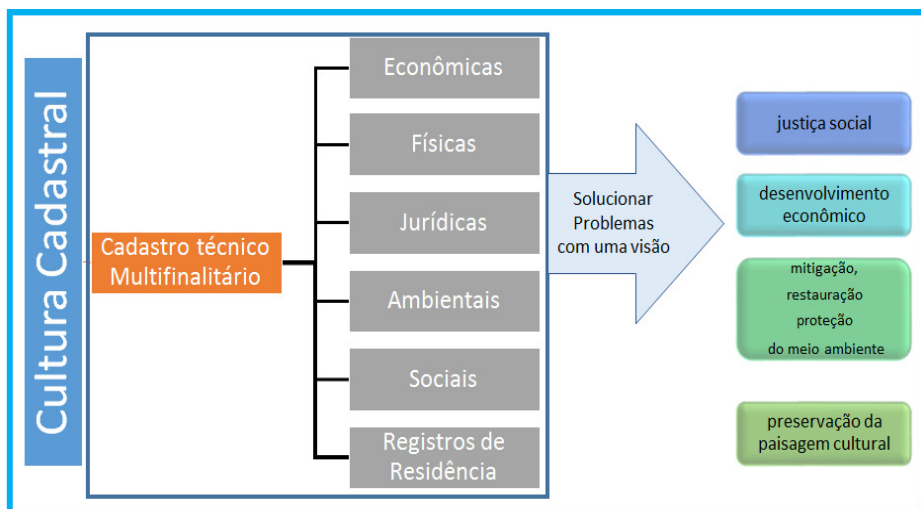 Cultura Cadastral
Cadastro técnico
Multifinalitário
Econômicas
Físicas
Jurídicas
Ambientais
Sociais
Registros de
Residência
Solucionar
Problemas
com uma visão
justiça social
desenvolvimento
econômico
mitigação,
restauração
proteção
do meio ambiente
preservação da
paisagem cultural